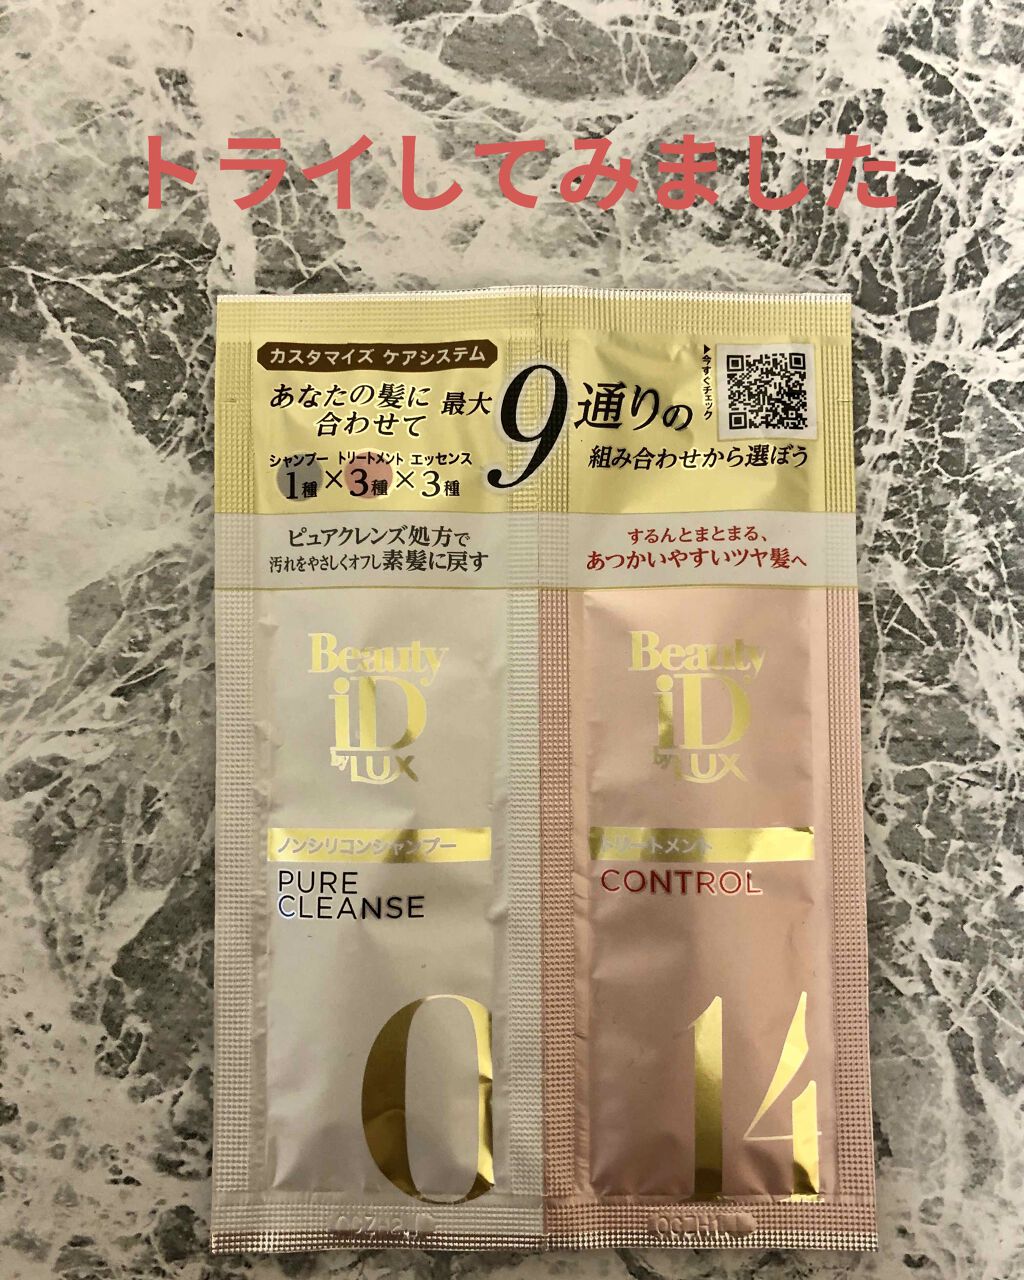 トライしてみました
カスタマイズ ケアシステム
あなたの髪に
合わせて
最大9通りの
組み合わせから選ぼう
▶今すぐチェック
シャンプー トリートメント エッセンス
1種×3種×3種
ピュアクレンズ処方で
汚れをやさしくオフし素髪に戻す
するんとまとまる、
あつかいやすいツヤ髪へ
Beauty
iD
by LUX
ノンシリコンシャンプー
PURE
CLEANSE
0
Beauty
iD
by LUX
トリートメント
CONTROL
14